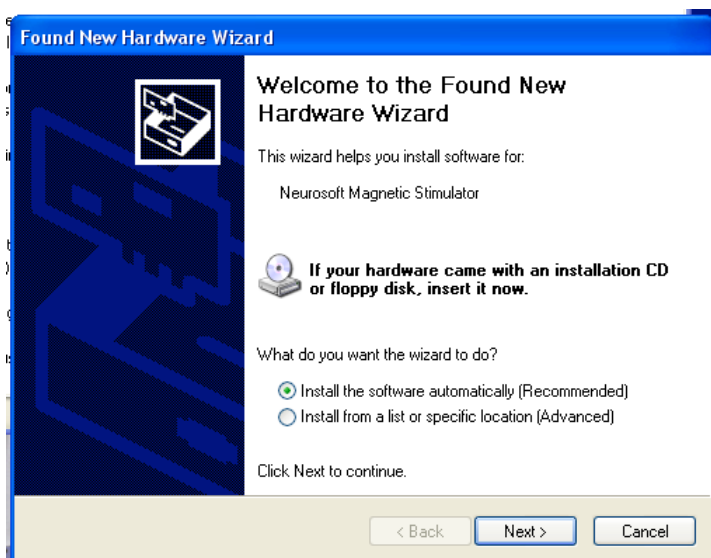 Found New Hardware Wizard
Welcome to the Found New
Hardware Wizard
This wizard helps you install software for:
Neurosoft Magnetic Stimulator
If your hardware came with an installation CD
or floppy disk, insert it now.
What do you want the wizard to do?
Install the software automatically (Recommended)
Install from a list or specific location (Advanced)
Click Next to continue.
< Back
Next >
Cancel